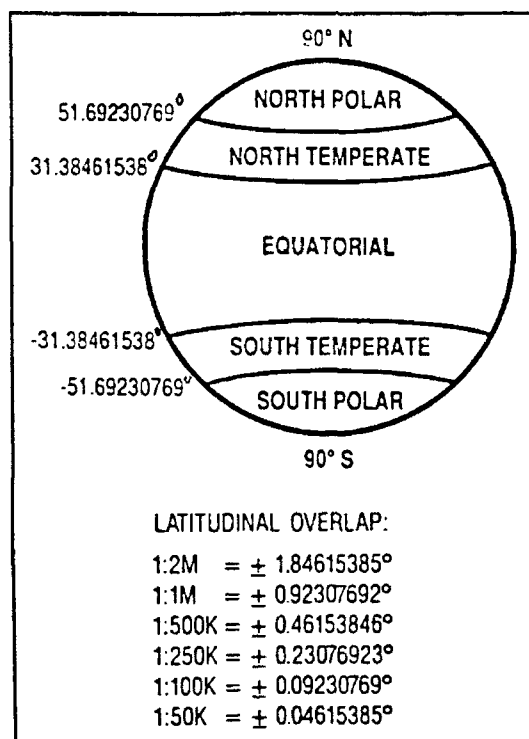 90° N
NORTH POLAR
51.69230769°
NORTH TEMPERATE
31.38461538°
EQUATORIAL
-31.38461538°
SOUTH TEMPERATE
-51.69230769°
SOUTH POLAR
90° S
LATITUDINAL OVERLAP:
1:2M = ± 1.84615385°
1:1M = ± 0.92307692°
1:500K = ± 0.46153846°
1:250K = ± 0.23076923°
1:100K = ± 0.09230769°
1:50K = ± 0.04615385°